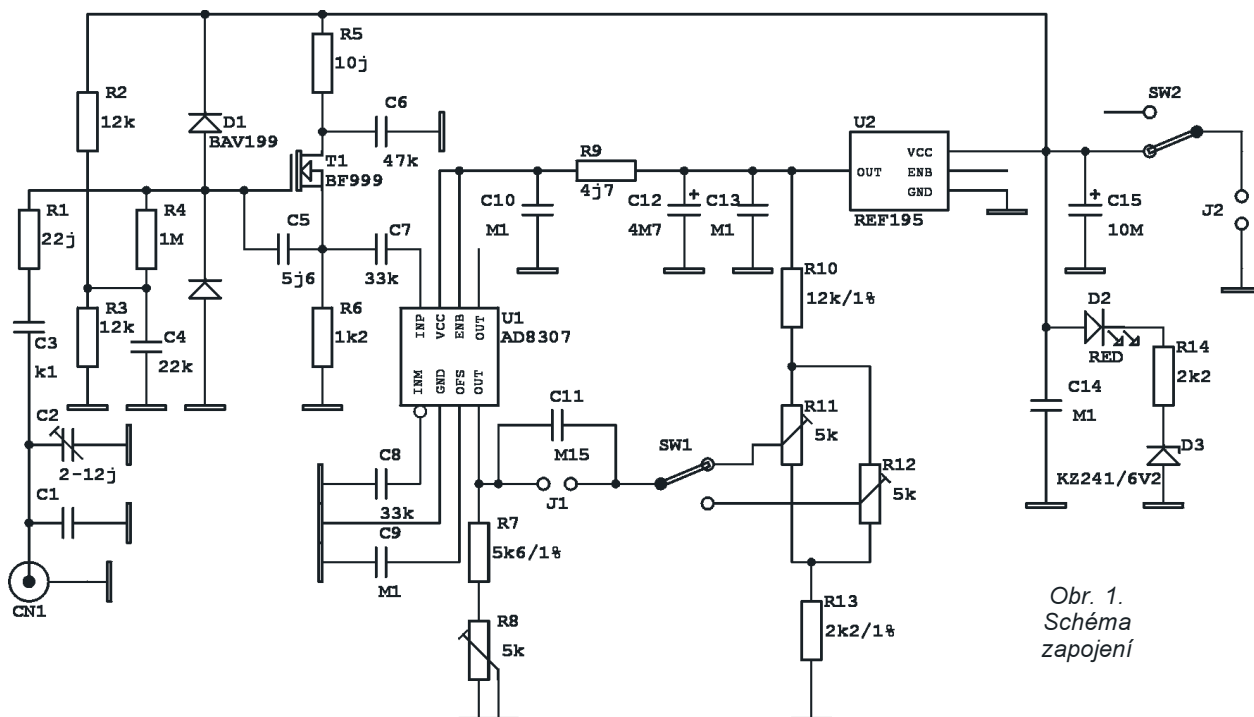 R5
10j
R2
12k
C6
SW2
D1
BAV199
U2
T1
BF999
47k
R9
VCC
OUT
ENB
GND
4j7
REF195
R1
22j
R4
1M
C5
5j6
C7
33k
C10
M1
C12
4M7
+
C13
M1
+
C15
10M
J2
R10
12k/1%
R3
12k
C4
22k
R6
1k2
C3
k1
INP
VCC
ENB
OUT
INM
GND
OFS
OUT
U1
AD8307
D2
RED
R14
2k2
C2
2-12j
C11
M15
J1
SW1
R11
5k
R12
5k
C14
M1
D3
KZ241/6V2
C1
C8
33k
C9
M1
R7
5k6/1%
CN1
R8
5k
R13
2k2/1%
Obr. 1.
Schéma
zapojení